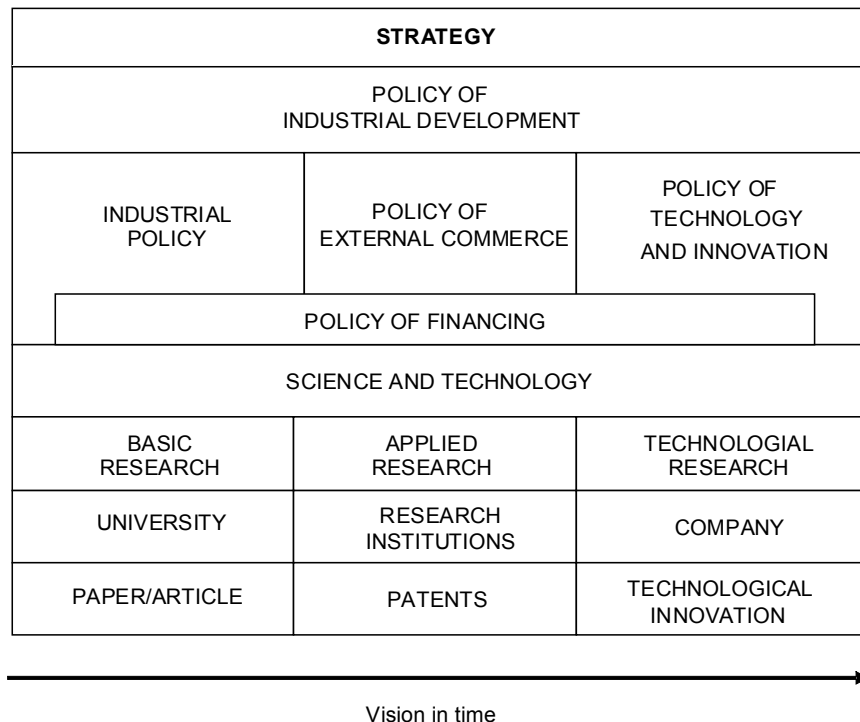 STRATEGY
POLICY OF
INDUSTRIAL DEVELOPMENT
INDUSTRIAL
POLICY
POLICY OF
EXTERNAL COMMERCE
POLICY OF
TECHNOLOGY
AND INNOVATION
POLICY OF FINANCING
SCIENCE AND TECHNOLOGY
BASIC
RESEARCH
APPLIED
RESEARCH
TECHNOLOGIAL
RESEARCH
UNIVERSITY
RESEARCH
INSTITUTIONS
COMPANY
PAPER/ARTICLE
PATENTS
TECHNOLOGICAL
INNOVATION
Vision in time